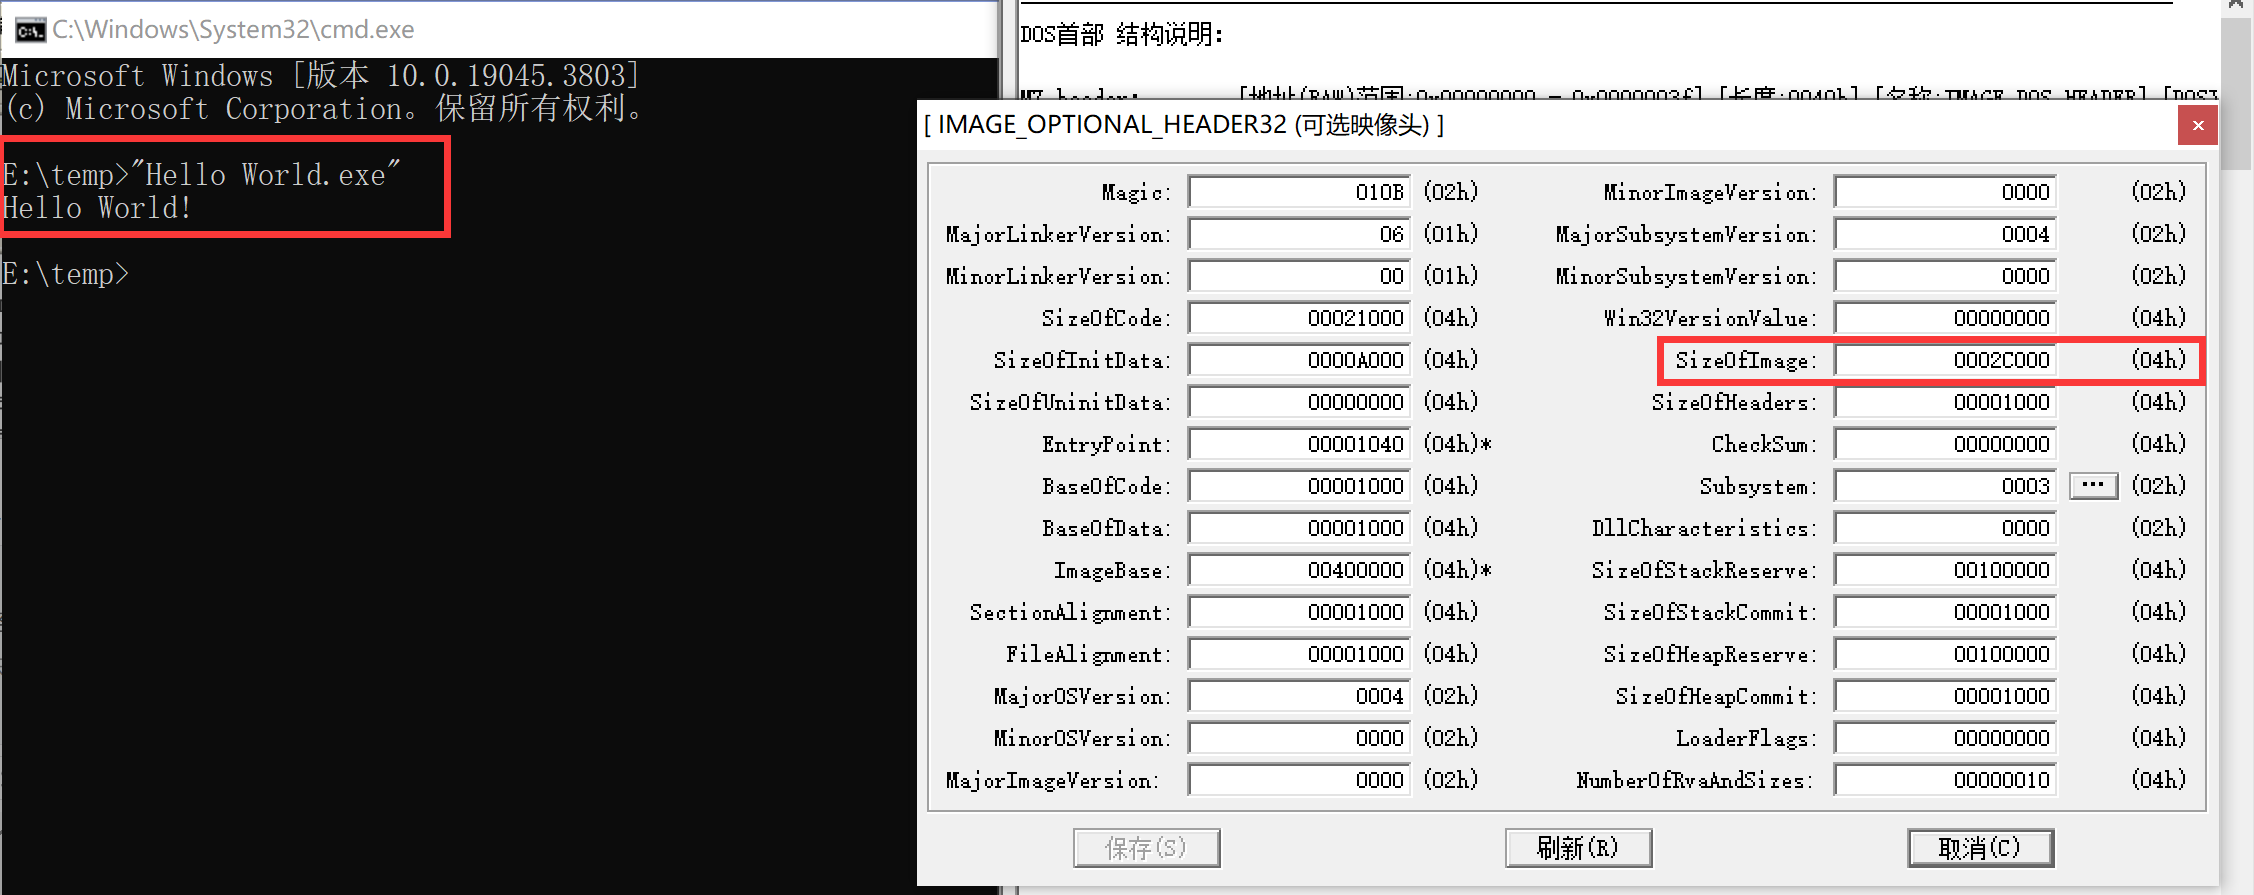 C:\Windows\System32\cmd.exe
Microsoft Windows [版本 10.0.19045.3803]
(c) Microsoft Corporation。保留所有权利。
E:\temp>"Hello World.exe"
Hello World!
E:\temp>
DOS首部 结构说明:
[ IMAGE_OPTIONAL_HEADER32 (可选映像头) ]
Magic: 010B (02h)
MajorLinkerVersion: 06 (01h)
MinorLinkerVersion: 00 (01h)
SizeOfCode: 00021000 (04h)
SizeOfInitData: 0000A000 (04h)
SizeOfUninitData: 00000000 (04h)
EntryPoint: 00001040 (04h)*
BaseOfCode: 00001000 (04h)
BaseOfData: 00001000 (04h)
ImageBase: 00400000 (04h)*
SectionAlignment: 00001000 (04h)
FileAlignment: 00001000 (04h)
MajorOSVersion: 0004 (02h)
MinorOSVersion: 0000 (02h)
MajorImageVersion: 0000 (02h)
MinorImageVersion: 0000 (02h)
MajorSubsystemVersion: 0004 (02h)
MinorSubsystemVersion: 0000 (02h)
Win32VersionValue: 00000000 (04h)
SizeOfImage: 0002C000 (04h)
SizeOfHeaders: 00001000 (04h)
CheckSum: 00000000 (04h)
Subsystem: 0003 ... (02h)
DllCharacteristics: 0000 (02h)
SizeOfStackReserve: 00100000 (04h)
SizeOfStackCommit: 00001000 (04h)
SizeOfHeapReserve: 00100000 (04h)
SizeOfHeapCommit: 00001000 (04h)
LoaderFlags: 00000000 (04h)
NumberOfRvaAndSizes: 00000010 (04h)
保存(S)
刷新(R)
取消(C)